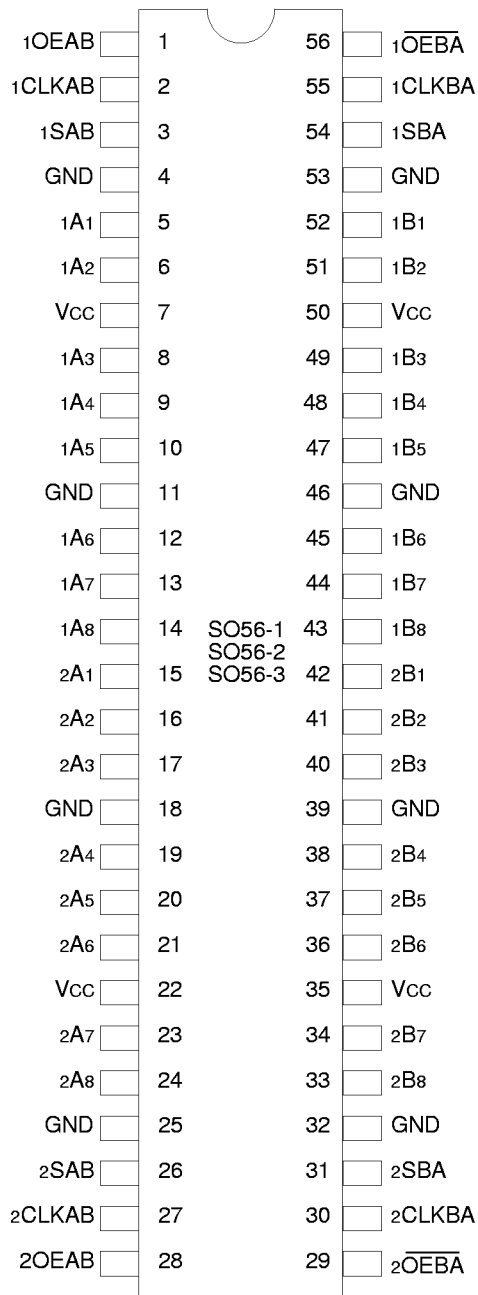 1OEAB 1 56 1O̅E̅B̅A̅
1CLKAB 2 55 1CLKBA
1SAB 3 54 1SBA
GND 4 53 GND
1A1 5 52 1B1
1A2 6 51 1B2
VCC 7 50 VCC
1A3 8 49 1B3
1A4 9 48 1B4
1A5 10 47 1B5
GND 11 46 GND
1A6 12 45 1B6
1A7 13 44 1B7
1A8 14 SO56-1 43 1B8
SO56-2
2A1 15 SO56-3 42 2B1
2A2 16 41 2B2
2A3 17 40 2B3
GND 18 39 GND
2A4 19 38 2B4
2A5 20 37 2B5
2A6 21 36 2B6
VCC 22 35 VCC
2A7 23 34 2B7
2A8 24 33 2B8
GND 25 32 GND
2SAB 26 31 2SBA
2CLKAB 27 30 2CLKBA
2OEAB 28 29 2O̅E̅B̅A̅